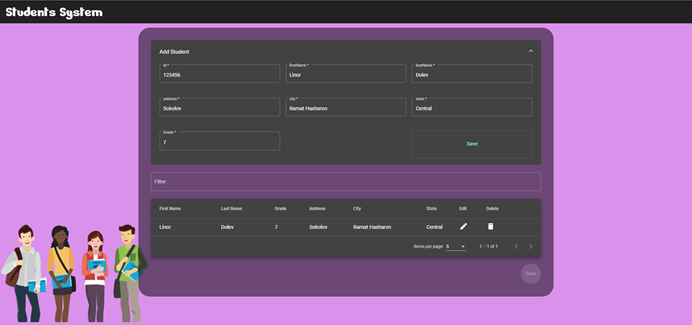 Students System
Add Student
id *
firstName *
lastName *
123456
Linor
Dolev
address *
city *
state *
Sokolov
Ramat Hasharon
Central
Grade *
7
Save
Filter
First Name Last Name Grade Address City State Edit Delete
Linor Dolev 7 Sokolov Ramat Hasharon Central
Items per page: 5 1 – 1 of 1
Save